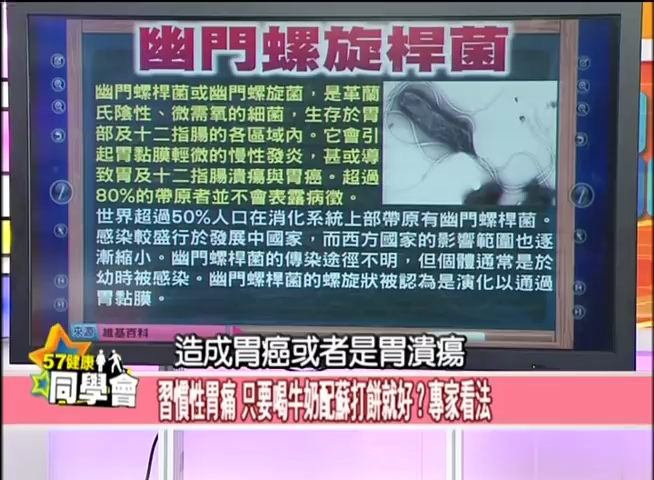 幽門螺旋桿菌
幽門螺桿菌或幽門螺旋菌，是革蘭
氏陰性、微需氧的細菌，生存於胃
部及十二指腸的各區域內。它會引
起胃黏膜輕微的慢性發炎，甚或導
致胃及十二指腸潰瘍與胃癌。超過
80%的帶原者並不會表露病徵。
世界超過50%人口在消化系統上部帶原有幽門螺桿菌。
感染較盛行於發展中國家，而西方國家的影響範圍也逐
漸縮小。幽門螺桿菌的傳染途徑不明，但個體通常是於
幼時被感染。幽門螺桿菌的螺旋狀被認為是演化以通過
胃黏膜。
來源 維基百科
造成胃癌或者是胃潰瘍
57健康
同學會
習慣性胃痛 只要喝牛奶配蘇打餅就好？專家看法